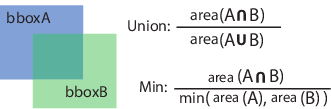 bboxA
bboxB
Union: area(A∩B)
area(A∪B)
Min: area (A∩B)
min( area (A), area (B) )